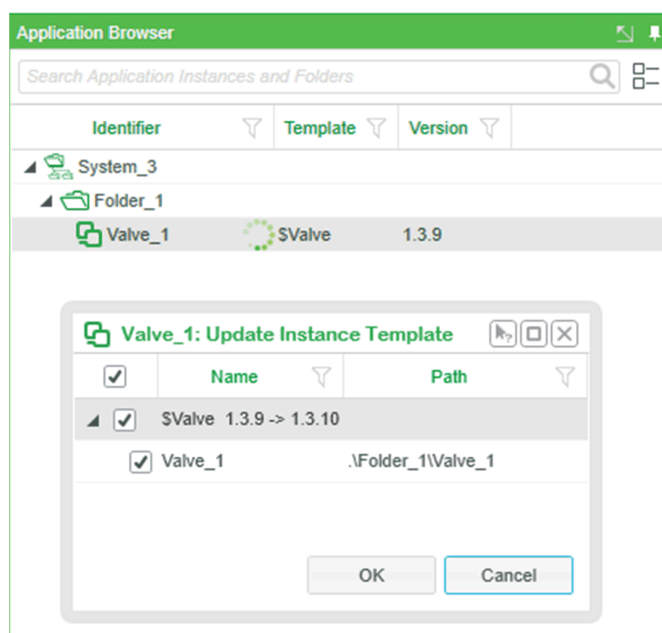 Application Browser
Search Application Instances and Folders
Identifier Template Version
System_3
Folder_1
Valve_1 $Valve 1.3.9
Valve_1: Update Instance Template
Name Path
$Valve 1.3.9 -> 1.3.10
Valve_1 .\Folder_1\Valve_1
OK Cancel